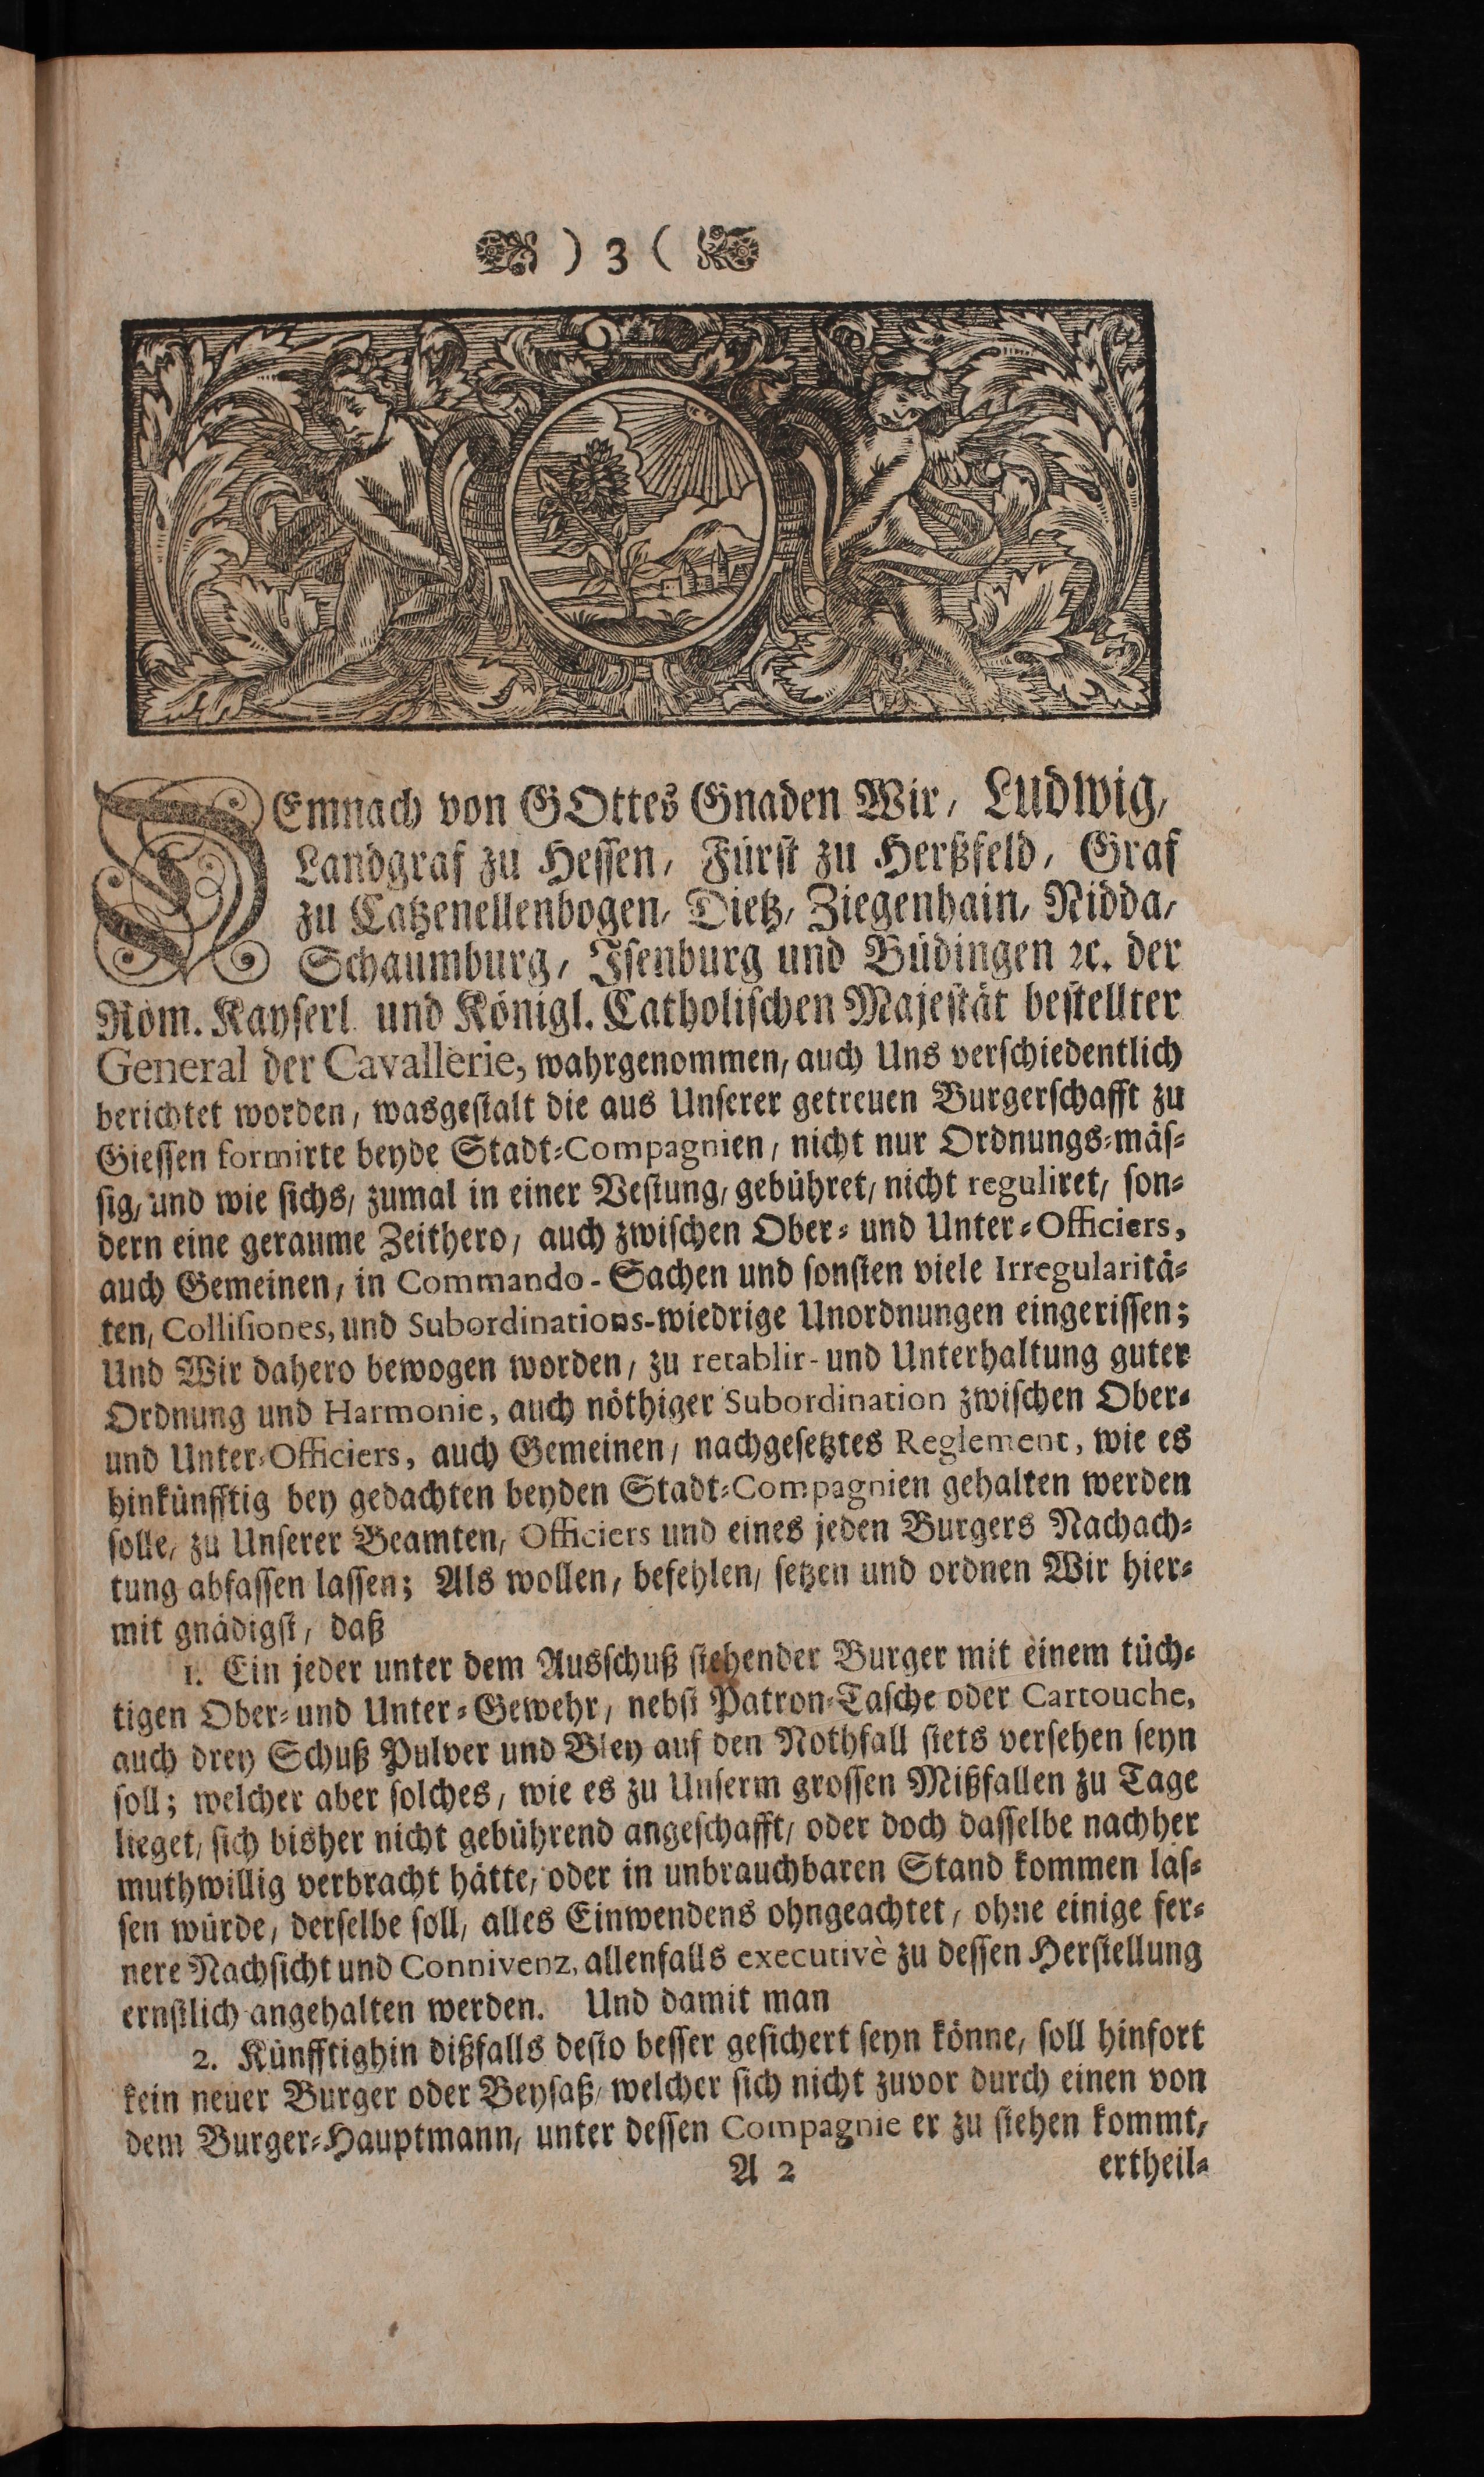 ) 3 (
DEmnach von GOttes Gnaden Wir, Ludwig,
Landgraf zu Hessen, Fürst zu Herßfeld, Graf
zu Catzenellenbogen, Dietz, Ziegenhain, Nidda,
Schaumburg, Isenburg und Büdingen ꝛc. der
Röm. Kayserl. und Königl. Catholischen Majestät bestellter
General der Cavallerie, wahrgenommen, auch Uns verschiedentlich
berichtet worden, wasgestalt die aus Unserer getreuen Burgerschafft zu
Giessen formirte beyde Stadt-Compagnien, nicht nur Ordnungs-mäs-
sig, und wie sichs, zumal in einer Vestung, gebühret, nicht reguliret, son-
dern eine geraume Zeithero, auch zwischen Ober- und Unter-Officiers,
auch Gemeinen, in Commando-Sachen und sonsten viele Irregularitä-
ten, Collisiones, und Subordinations-wiedrige Unordnungen eingerissen;
Und Wir dahero bewogen worden, zu retablir- und Unterhaltung guter
Ordnung und Harmonie, auch nöthiger Subordination zwischen Ober-
und Unter-Officiers, auch Gemeinen, nachgesetztes Reglement, wie es
hinkünfftig bey gedachten beyden Stadt-Compagnien gehalten werden
solle, zu Unserer Beamten, Officiers und eines jeden Burgers Nachach-
tung abfassen lassen; Als wollen, befehlen, setzen und ordnen Wir hier-
mit gnädigst, daß
1. Ein jeder unter dem Ausschuß stehender Burger mit einem tüch-
tigen Ober- und Unter-Gewehr, nebst Patron-Tasche oder Cartouche,
auch drey Schuß Pulver und Bley auf den Nothfall stets versehen seyn
soll; welcher aber solches, wie es zu Unserm grossen Mißfallen zu Tage
lieget, sich bisher nicht gebührend angeschafft, oder doch dasselbe nachher
muthwillig verbracht hätte, oder in unbrauchbaren Stand kommen las-
sen würde, derselbe soll, alles Einwendens ohngeachtet, ohne einige fer-
nere Nachsicht und Connivenz, allenfalls executivè zu dessen Herstellung
ernstlich angehalten werden. Und damit man
2. Künfftighin dißfalls desto besser gesichert seyn könne, soll hinfort
kein neuer Burger oder Beysaß, welcher sich nicht zuvor durch einen von
dem Burger-Hauptmann, unter dessen Compagnie er zu stehen kommt,
A 2
ertheil-